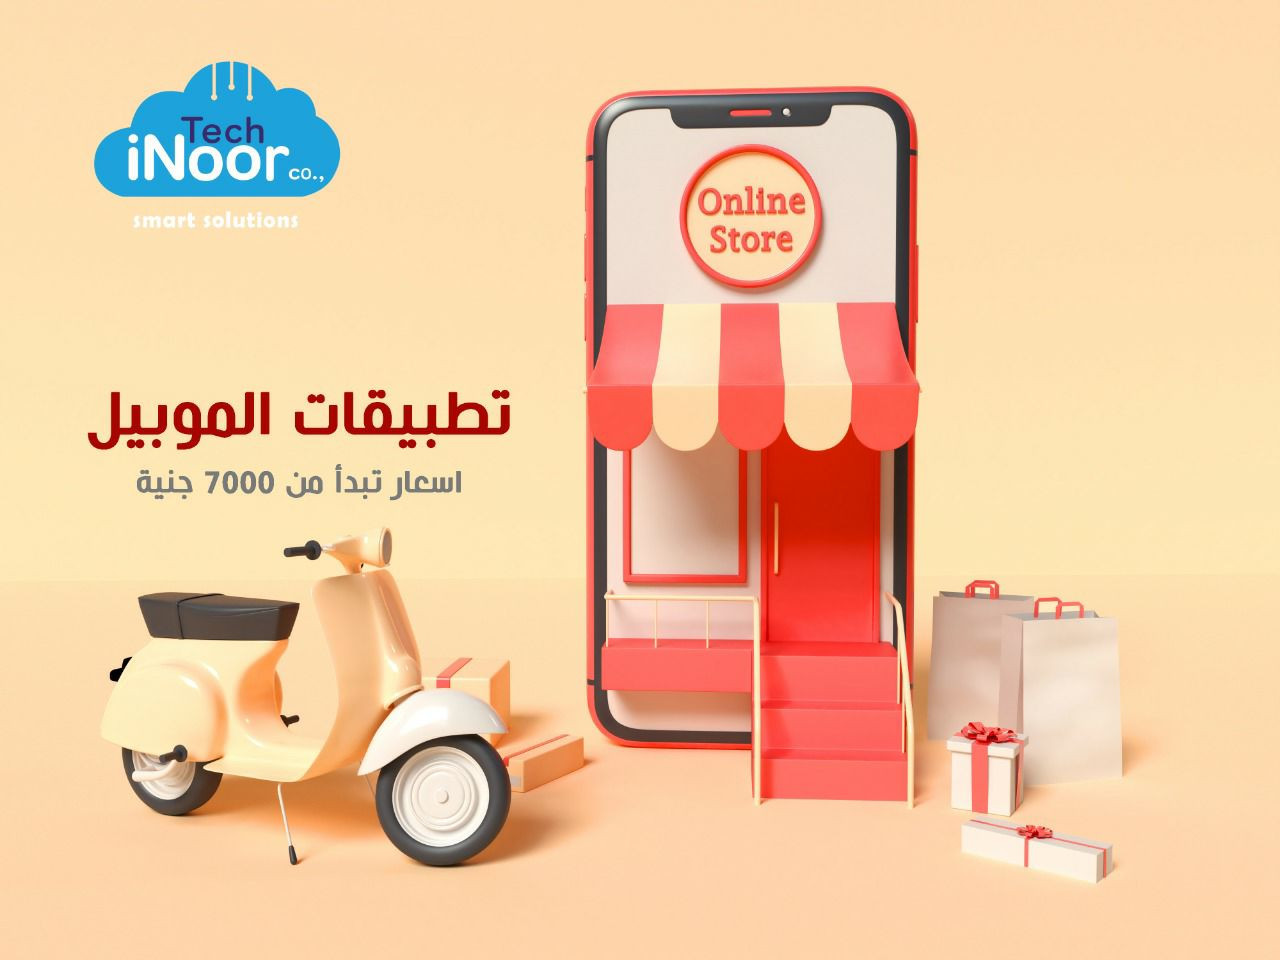 Tech
iNoor co.,
smart solutions
Online
Store
تطبيقات الموبيل
اسعار تبدأ من 7000 جنية